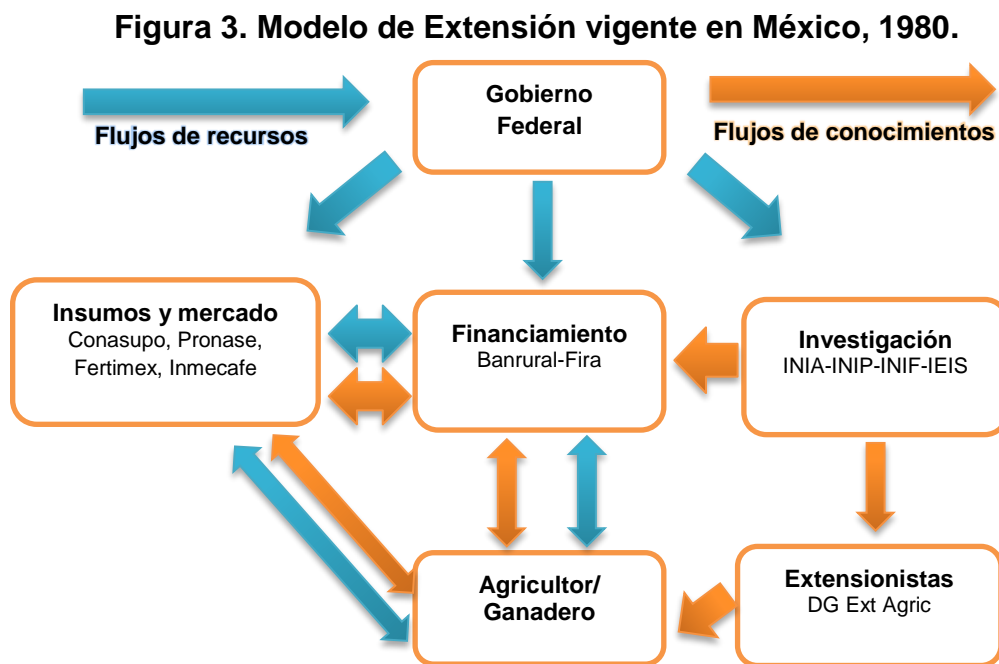 Figura 3. Modelo de Extensión vigente en México, 1980.
Gobierno
Federal
Flujos de recursos
Flujos de conocimientos
Insumos y mercado
Conasupo, Pronase,
Fertimex, Inmecafe
Financiamiento
Banrural-Fira
Investigación
INIA-INIP-INIF-IEIS
Agricultor/
Ganadero
Extensionistas
DG Ext Agric